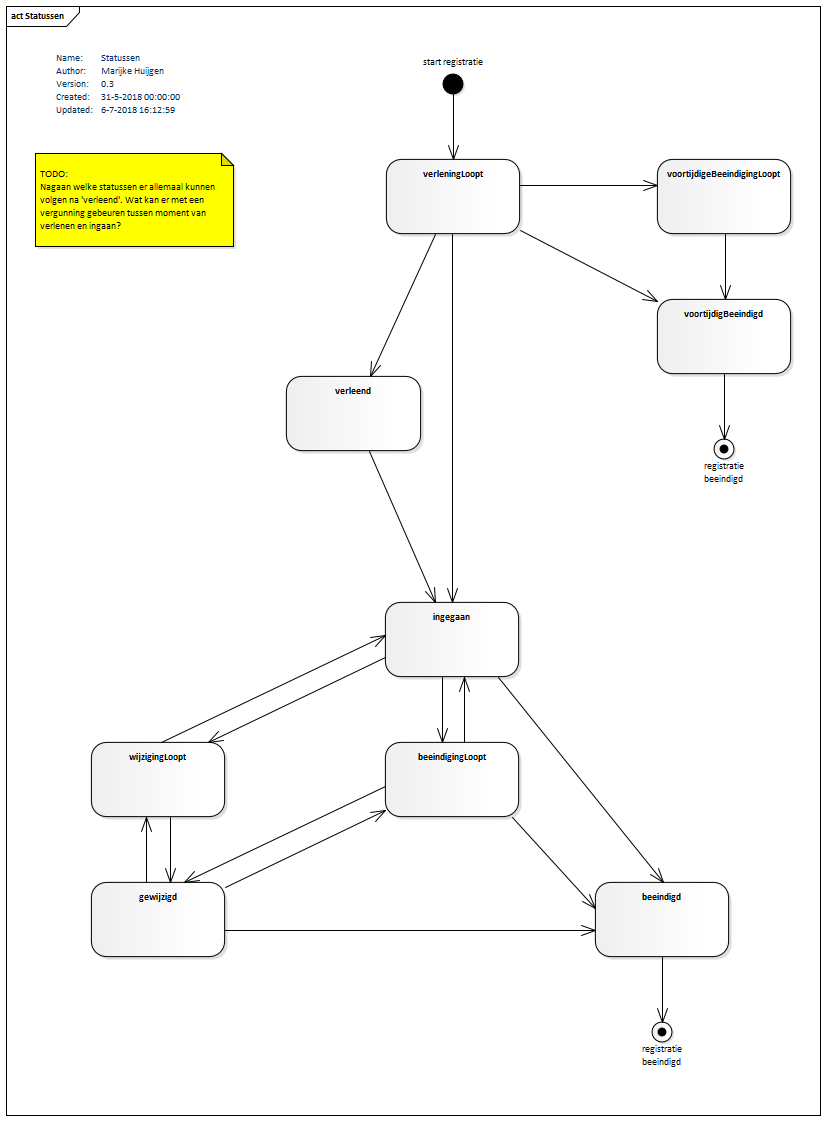 act Statussen
Name: Statussen
Author: Marijke Huijgen
Version: 0.3
Created: 31-5-2018 00:00:00
Updated: 6-7-2018 16:12:59
start registratie
TODO:
Nagaan welke statussen er allemaal kunnen
volgen na 'verleend'. Wat kan er met een
vergunning gebeuren tussen moment van
verlenen en ingaan?
verleningLoopt
voortijdigeBeeindigingLoopt
voortijdigBeeindigd
verleend
registratie
beeindigd
ingegaan
wijzigingLoopt
beeindigingLoopt
gewijzigd
beeindigd
registratie
beeindigd